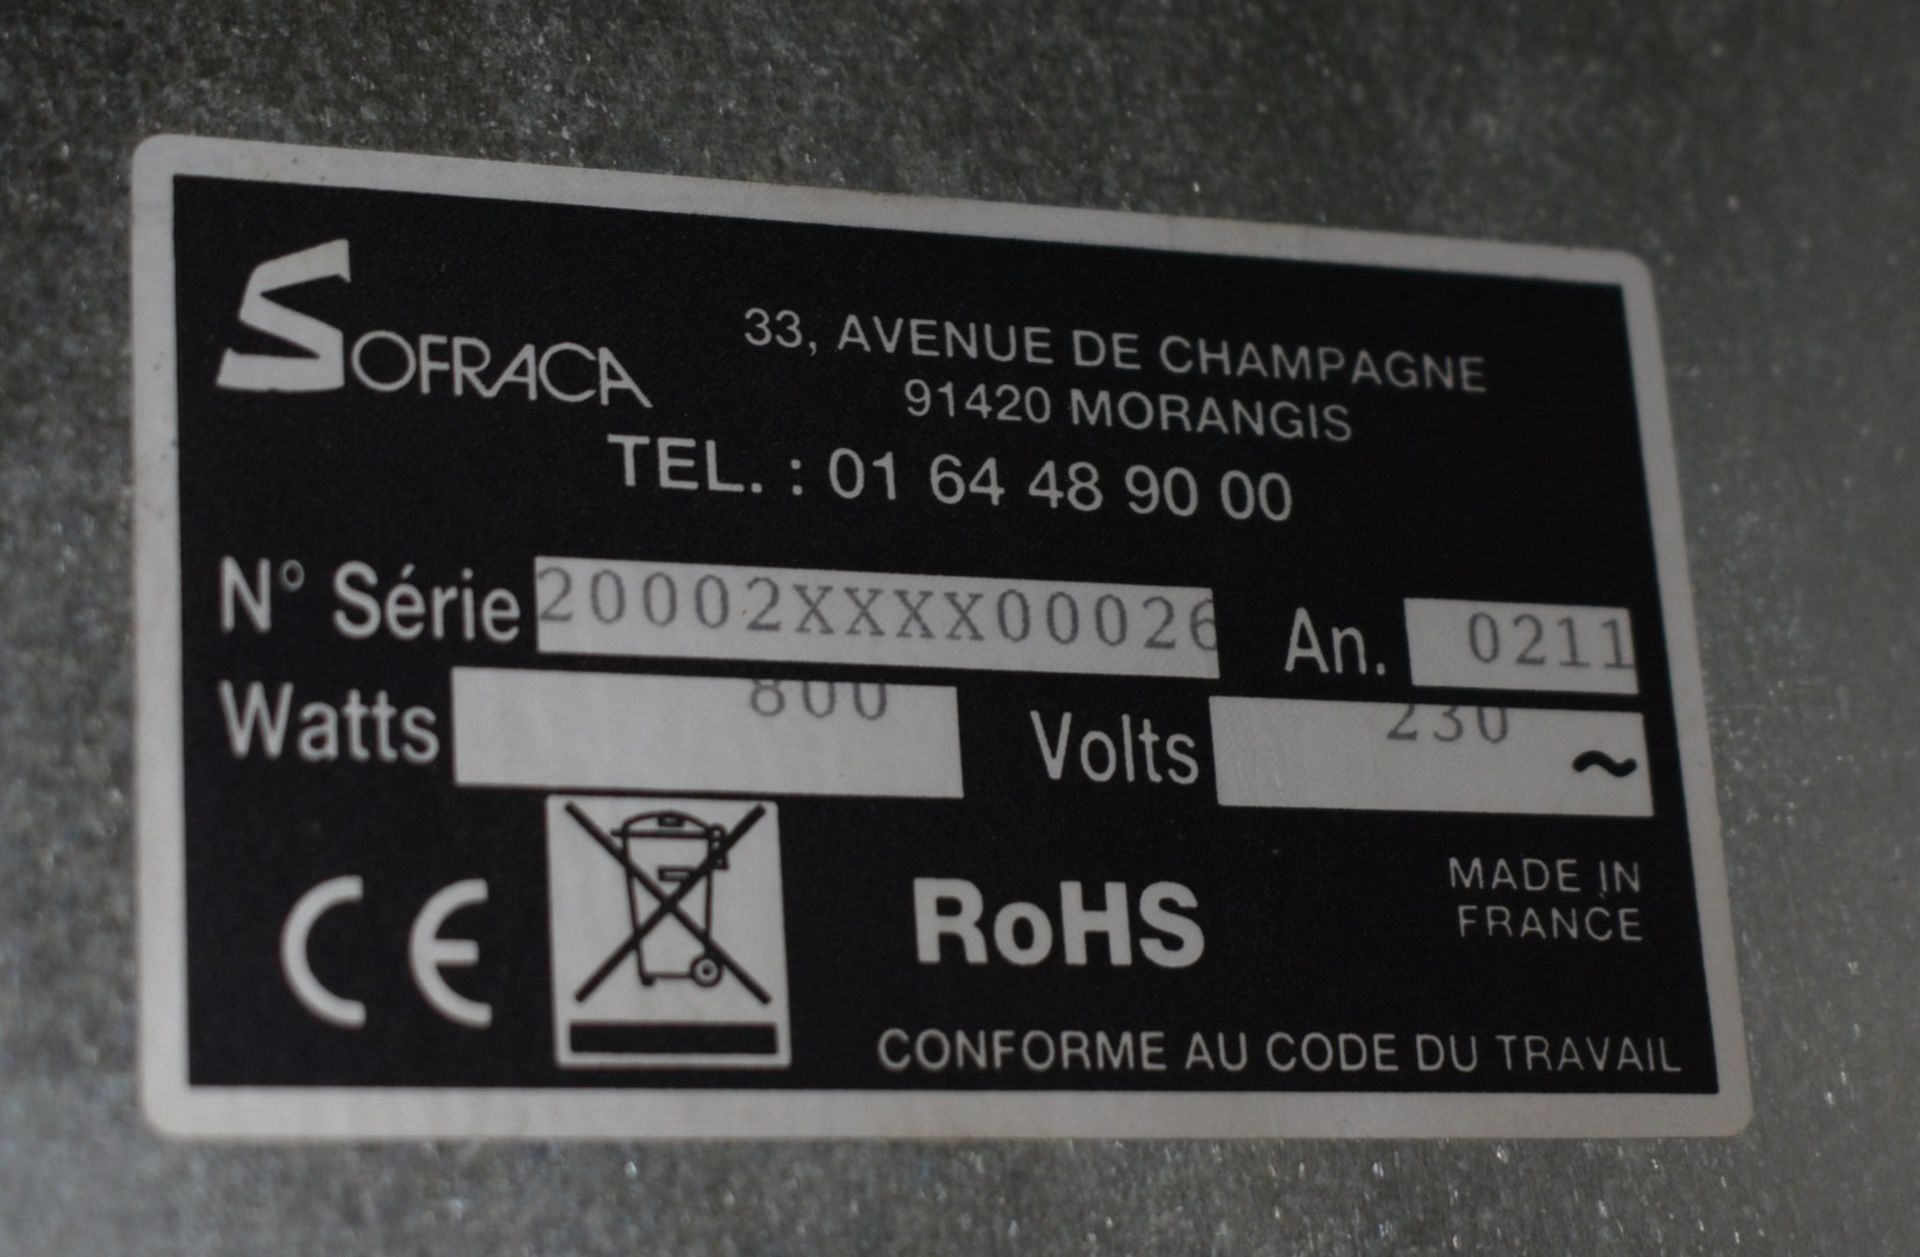 SOFRACA
33, AVENUE DE CHAMPAGNE
91420 MORANGIS
TEL. : 01 64 48 90 00
N° Série 20002XXXX00026 An. 0211
Watts 800 Volts 230 ~
CE RoHS MADE IN
FRANCE
CONFORME AU CODE DU TRAVAIL